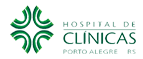 HOSPITAL DE
CLÍNICAS
PORTO ALEGRE RS